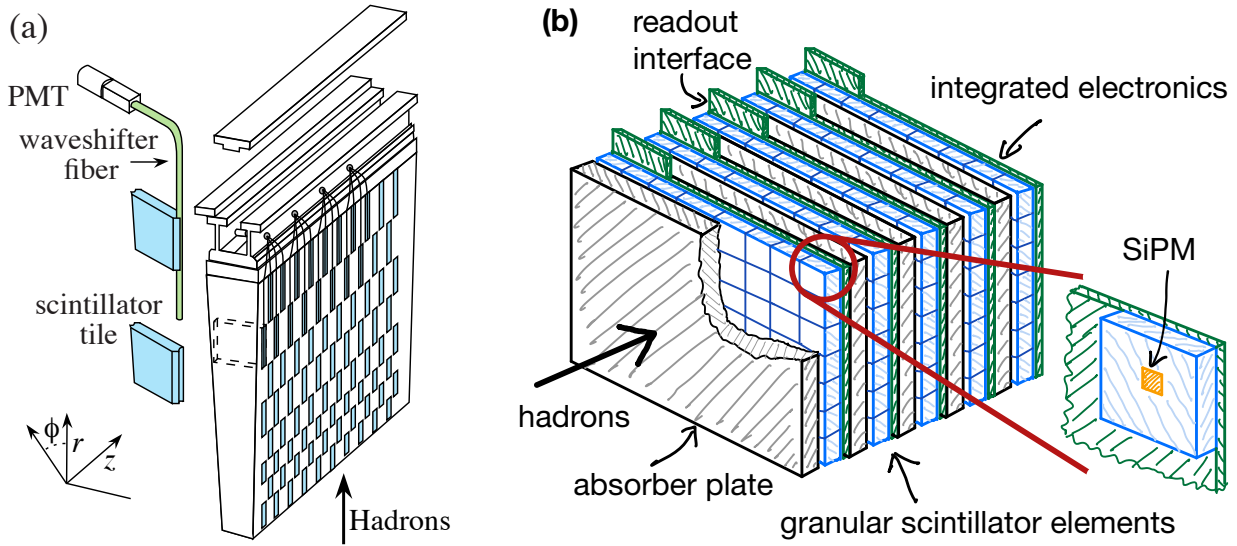 (a)
PMT
waveshifter
fiber
scintillator
tile
ϕ
r
z
Hadrons
(b)
readout
interface
integrated electronics
SiPM
hadrons
absorber plate
granular scintillator elements